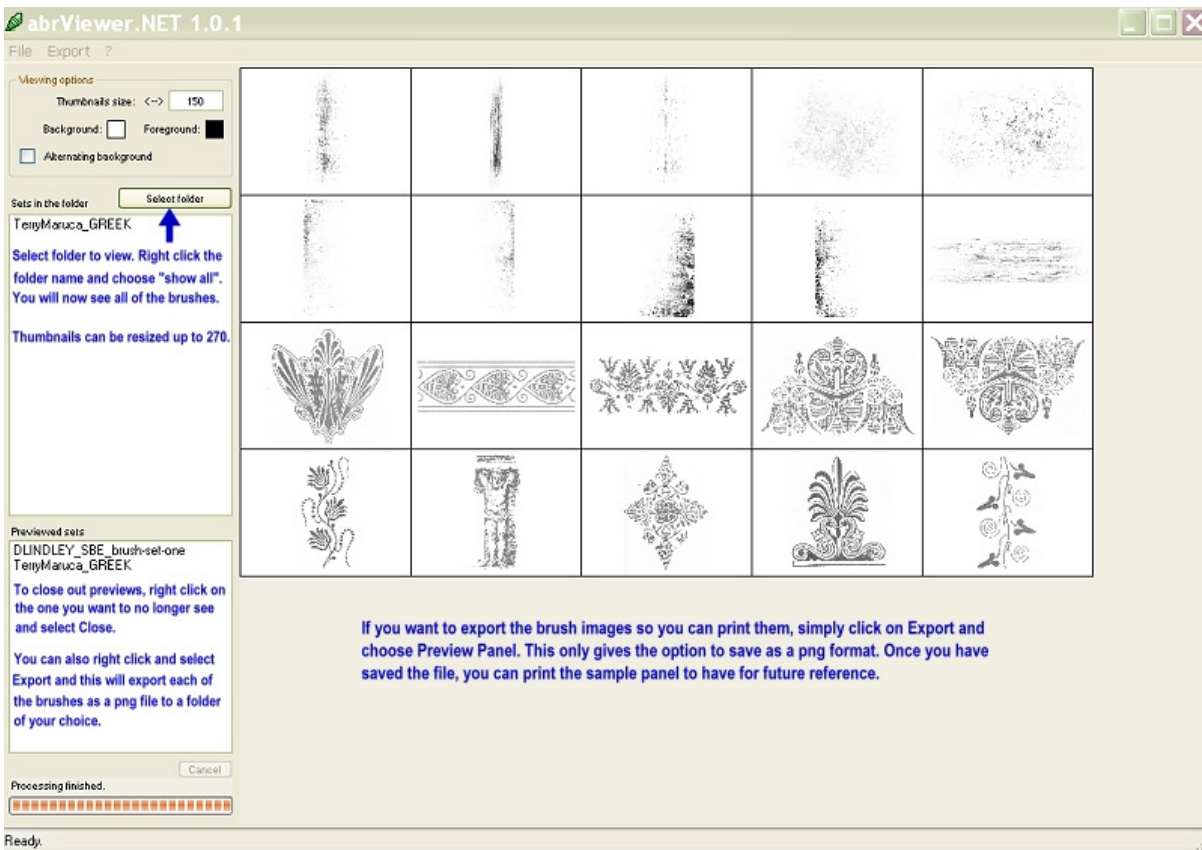 abrViewer.NET 1.0.1
File Export ?
Viewing options
Thumbnails size: <--> 150
Background: Foreground:
Alternating background
Sets in the folder Select folder
TerryMaruca_GREEK
Select folder to view. Right click the
folder name and choose "show all".
You will now see all of the brushes.
Thumbnails can be resized up to 270.
Previewed sets
DLINDLEY_SBE_brush-set-one
TerryMaruca_GREEK
To close out previews, right click on
the one you want to no longer see
and select Close.
You can also right click and select
Export and this will export each of
the brushes as a png file to a folder
of your choice.
If you want to export the brush images so you can print them, simply click on Export and
choose Preview Panel. This only gives the option to save as a png format. Once you have
saved the file, you can print the sample panel to have for future reference.
Cancel
Processing finished.
Ready.